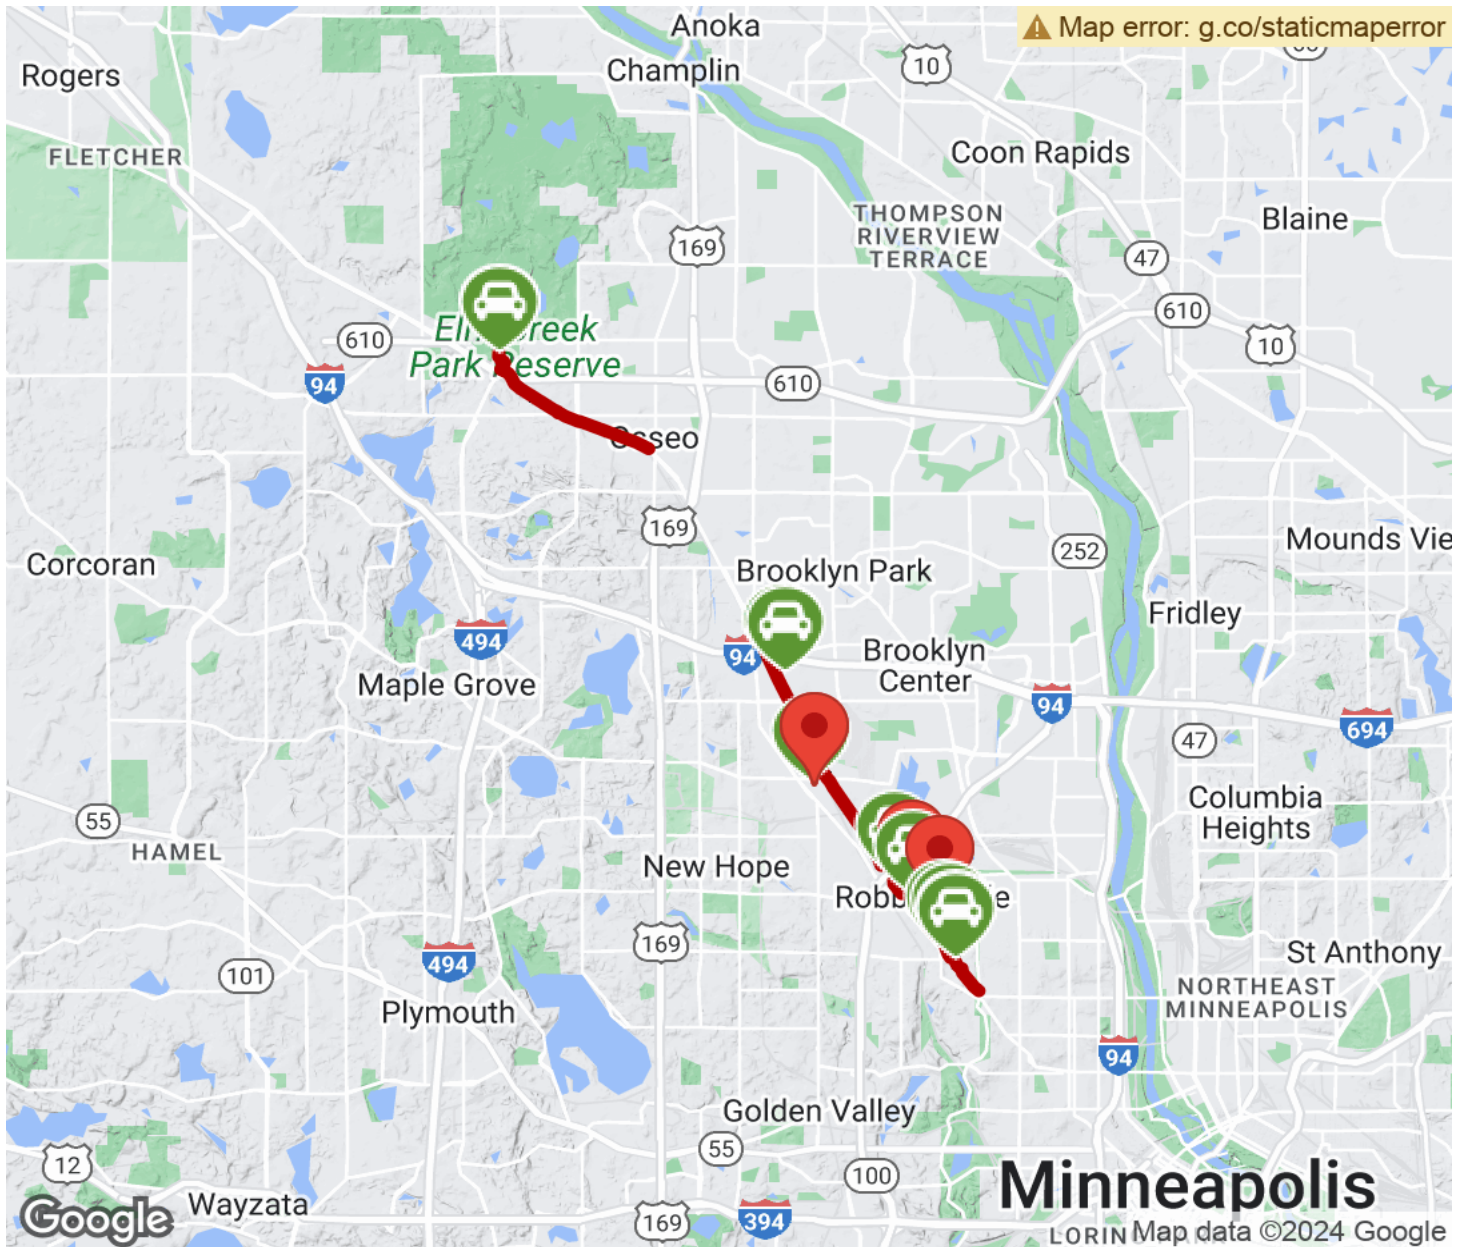 Anoka
Map error: g.co/staticmaperror
Rogers
Champlin
10
FLETCHER
Coon Rapids
THOMPSON
RIVERVIEW
TERRACE
Blaine
169
47
610
610
10
Park Reserve
94
610
169
252
Mounds Vie
Corcoran
Brooklyn Park
Fridley
494
94
Brooklyn
Center
Maple Grove
94
694
47
55
HAMEL
Columbia
Heights
New Hope
169
494
101
St Anthony
NORTHEAST
MINNEAPOLIS
Plymouth
94
Golden Valley
55
100
12
Minneapolis
Wayzata
Google
169
394
LORIN
Map data ©2024 Google